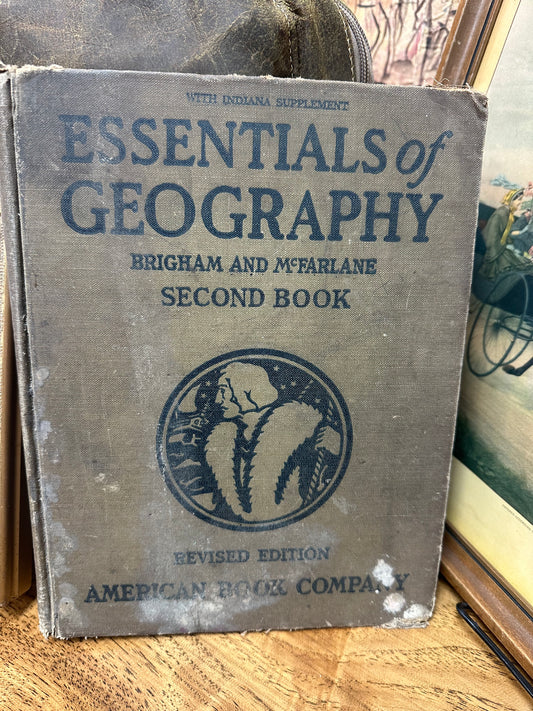 WITH INDIANA SUPPLEMENT
ESSENTIALS of
GEOGRAPHY
BRIGHAM AND McFARLANE
SECOND BOOK
REVISED EDITION
AMERICAN BOOK COMPANY